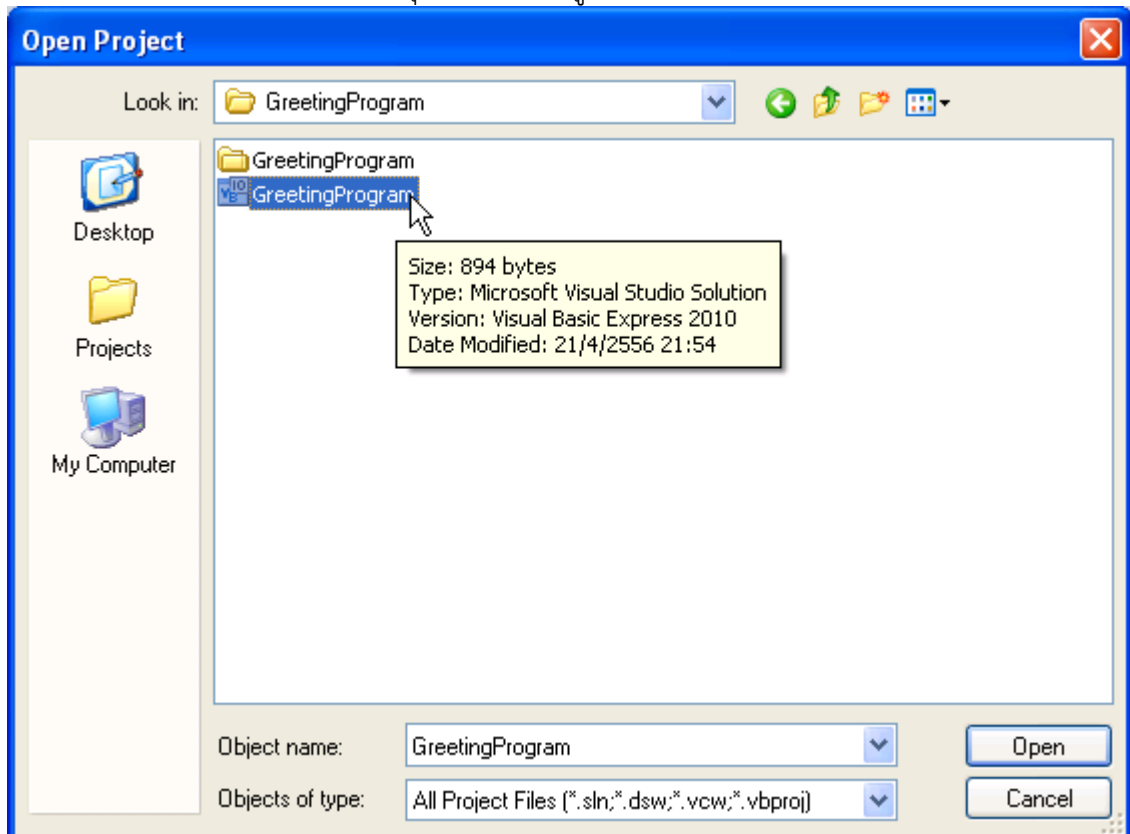 Open Project
Look in:
GreetingProgram
GreetingProgram
GreetingProgram
Size: 894 bytes
Type: Microsoft Visual Studio Solution
Version: Visual Basic Express 2010
Date Modified: 21/4/2556 21:54
Desktop
Projects
My Computer
Object name:
GreetingProgram
Open
Objects of type:
All Project Files (*.sln;*.dsw;*.vcw;*.vbproj)
Cancel